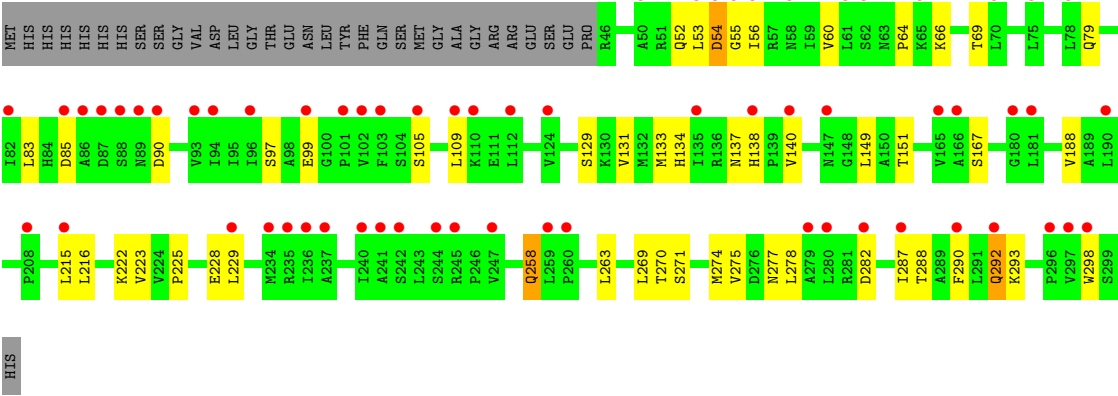 MET HIS HIS HIS HIS HIS HIS SER SER GLY VAL ASP LEU GLY THR GLU ASN LEU TYR PHE GLN SER MET GLY ALA GLY ARG ARG GLU SER GLU PRO R46 A50 R51 Q52 L53 D54 G55 I56 R57 N58 I59 V60 L61 S62 N63 P64 K65 K66 T69 L70 L75 L78 Q79
I82 L83 H84 D85 A86 D87 S88 N89 D90 V93 I94 I95 I96 S97 A98 E99 G100 P101 V102 F103 S104 S105 L109 K110 E111 L112 V124 S129 K130 V131 M132 M133 H134 T135 R136 N137 H138 P139 V140 N147 G148 L149 A150 T151 V165 A166 S167 G180 L181 V188 A189 L190
P208 L215 L216 K222 V223 V224 P225 E228 L229 M234 R235 I236 A237 I240 A241 S242 L243 S244 R245 P246 V247 Q258 L259 P260 L263 L269 T270 S271 M274 V275 D276 N277 L278 A279 L280 R281 D282 I287 T288 A289 F290 L291 Q292 K293 P296 V297 W298 S299
HIS